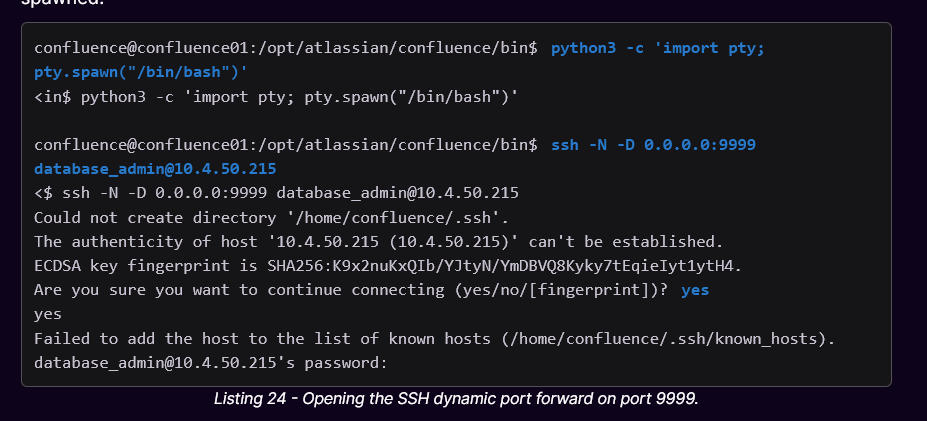 spawned.
confluence@confluence01:/opt/atlassian/confluence/bin$ python3 -c 'import pty;
pty.spawn("/bin/bash")'
<in$ python3 -c 'import pty; pty.spawn("/bin/bash")'
confluence@confluence01:/opt/atlassian/confluence/bin$ ssh -N -D 0.0.0.0:9999
database_admin@10.4.50.215
<$ ssh -N -D 0.0.0.0:9999 database_admin@10.4.50.215
Could not create directory '/home/confluence/.ssh'.
The authenticity of host '10.4.50.215 (10.4.50.215)' can't be established.
ECDSA key fingerprint is SHA256:K9x2nuKxQIb/YJtyN/YmDBVQ8Kyky7tEqieIyt1ytH4.
Are you sure you want to continue connecting (yes/no/[fingerprint])? yes
yes
Failed to add the host to the list of known hosts (/home/confluence/.ssh/known_hosts).
database_admin@10.4.50.215's password:
Listing 24 - Opening the SSH dynamic port forward on port 9999.